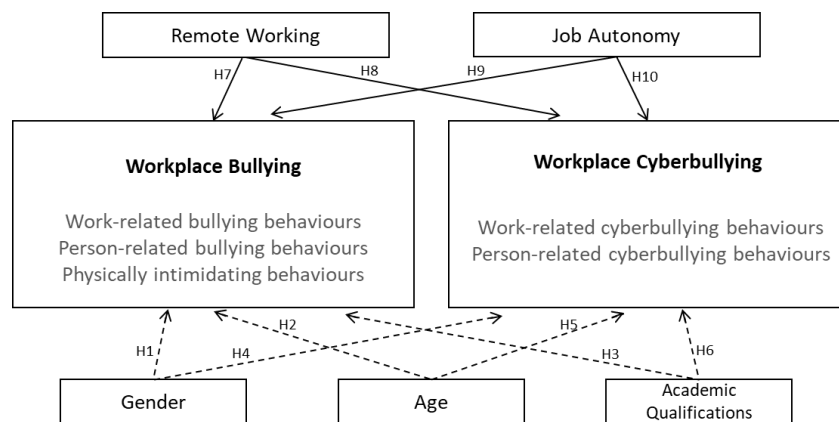 Remote Working
Job Autonomy
H7
H8
H9
H10
Workplace Bullying
Work-related bullying behaviours
Person-related bullying behaviours
Physically intimidating behaviours
Workplace Cyberbullying
Work-related cyberbullying behaviours
Person-related cyberbullying behaviours
H1
H4
H2
H5
H3
H6
Gender
Age
Academic
Qualifications